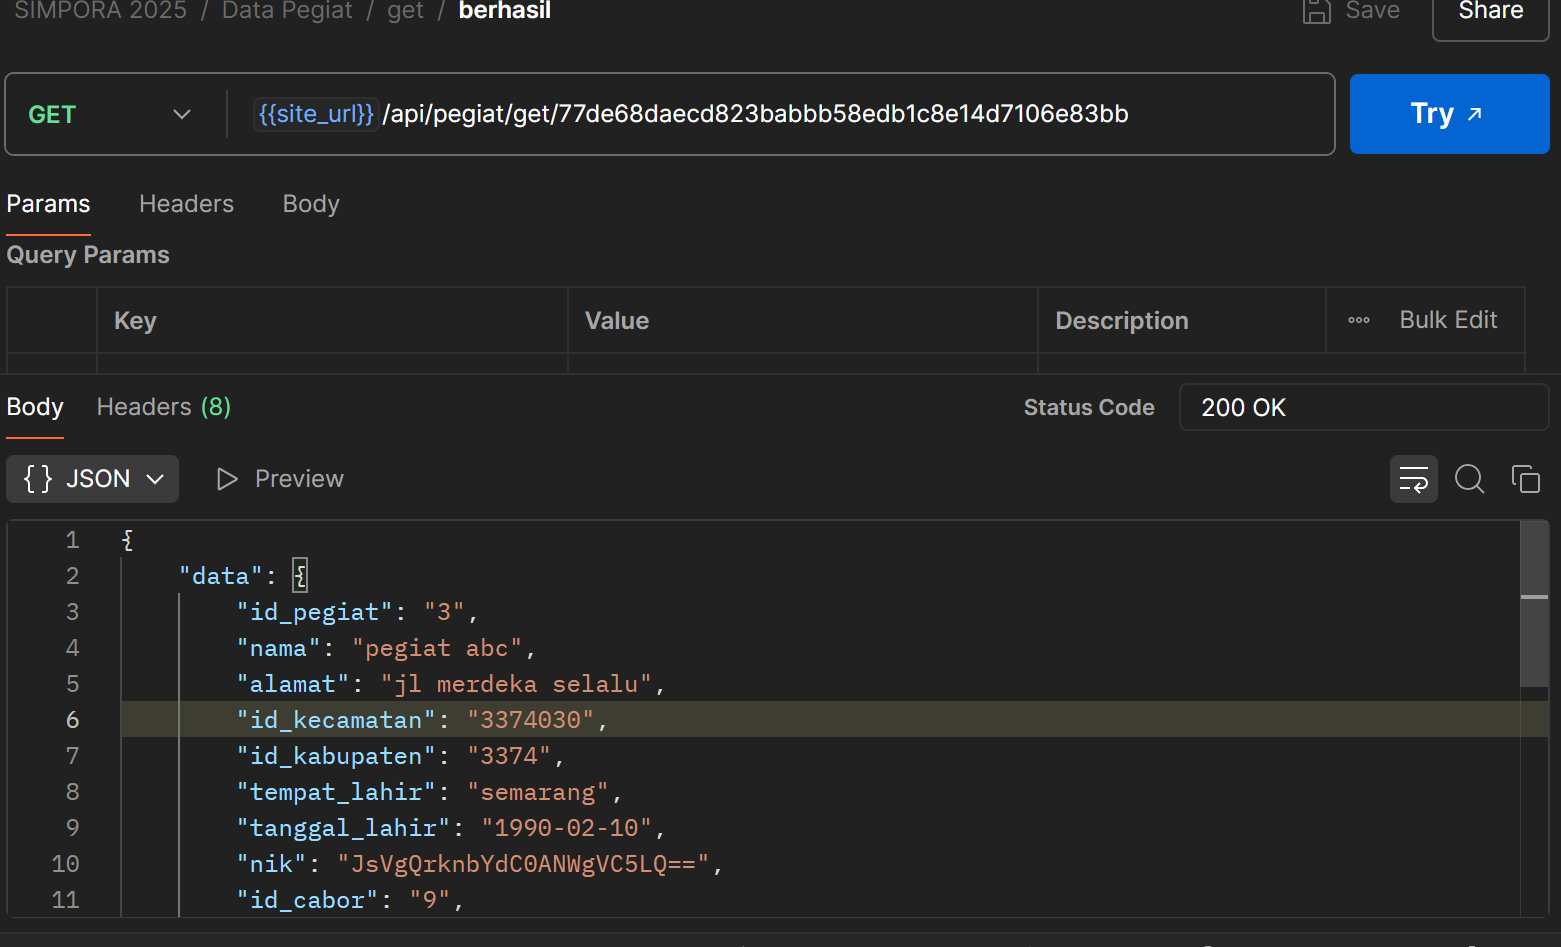 SIMPORA 2025 / Data Pegiat / get / berhasil
Save
Share
GET
{{site_url}}/api/pegiat/get/77de68daecd823babbb58edb1c8e14d7106e83bb
Try ↗
Params Headers Body
Query Params
Key Value Description ooo Bulk Edit
Body Headers (8) Status Code 200 OK
{ } JSON Preview
1 {
2 "data": {
3 "id_pegiat": "3",
4 "nama": "pegiat abc",
5 "alamat": "jl merdeka selalu",
6 "id_kecamatan": "3374030",
7 "id_kabupaten": "3374",
8 "tempat_lahir": "semarang",
9 "tanggal_lahir": "1990-02-10",
10 "nik": "JsVgQrknbYdC0ANWgVC5LQ==",
11 "id_cabor": "9",